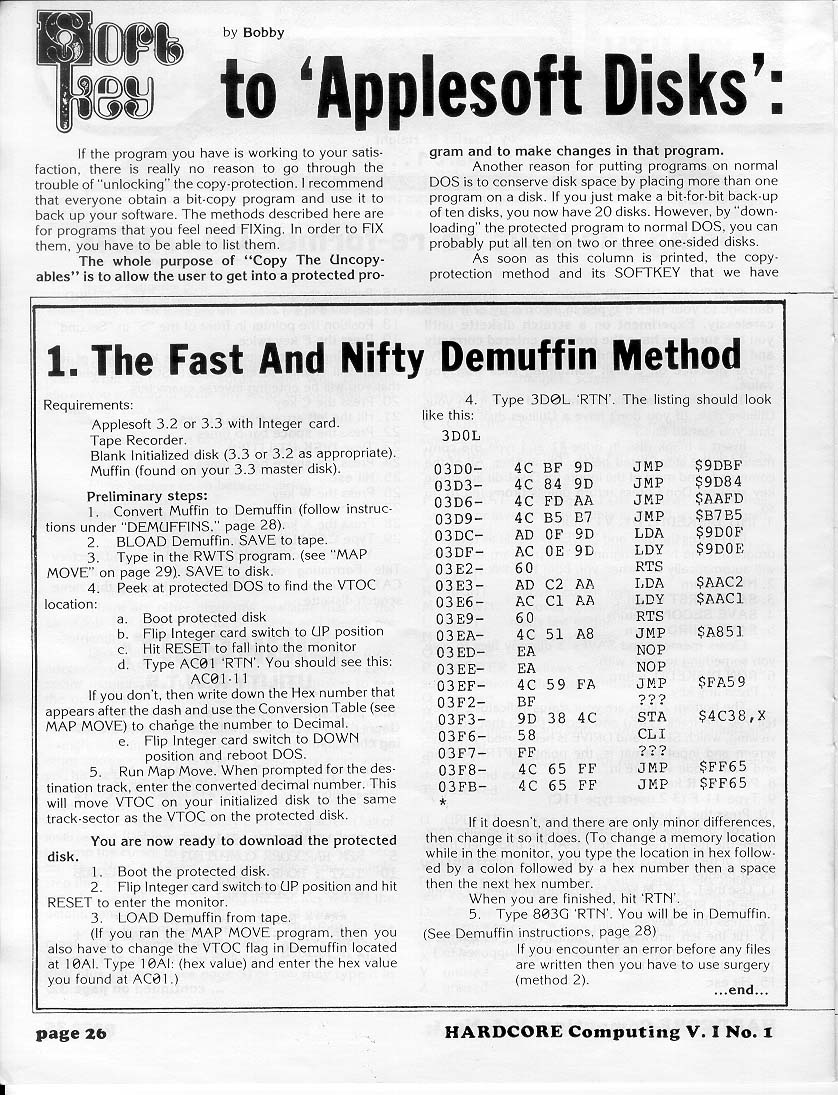 Soft Key
by Bobby
to 'Applesoft Disks':
If the program you have is working to your satis-
faction, there is really no reason to go through the
trouble of "unlocking" the copy-protection. I recommend
that everyone obtain a bit-copy program and use it to
back up your software. The methods described here are
for programs that you feel need FIXing. In order to FIX
them, you have to be able to list them.
The whole purpose of "Copy The Uncopy-
ables" is to allow the user to get into a protected pro-
gram and to make changes in that program.
Another reason for putting programs on normal
DOS is to conserve disk space by placing more than one
program on a disk. If you just make a bit-for-bit back-up
of ten disks, you now have 20 disks. However, by "down-
loading" the protected program to normal DOS, you can
probably put all ten on two or three one-sided disks.
As soon as this column is printed, the copy-
protection method and its SOFTKEY that we have
1. The Fast And Nifty Demuffin Method
Requirements:
Applesoft 3.2 or 3.3 with Integer card.
Tape Recorder.
Blank Initialized disk (3.3 or 3.2 as appropriate).
Muffin (found on your 3.3 master disk).
Preliminary steps:
1. Convert Muffin to Demuffin (follow instruc-
tions under "DEMUFFINS," page 28).
2. BLOAD Demuffin. SAVE to tape.
3. Type in the RWTS program. (see "MAP
MOVE" on page 29). SAVE to disk.
4. Peek at protected DOS to find the VTOC
location:
a. Boot protected disk
b. Flip Integer card switch to UP position
c. Hit RESET to fall into the monitor
d. Type AC01 'RTN'. You should see this:
AC01-11
If you don't, then write down the Hex number that
appears after the dash and use the Conversion Table (see
MAP MOVE) to change the number to Decimal.
e. Flip Integer card switch to DOWN
position and reboot DOS.
5. Run Map Move. When prompted for the des-
tination track, enter the converted decimal number. This
will move VTOC on your initialized disk to the same
track-sector as the VTOC on the protected disk.
You are now ready to download the protected
disk.
1. Boot the protected disk.
2. Flip Integer card switch to UP position and hit
RESET to enter the monitor.
3. LOAD Demuffin from tape.
(If you ran the MAP MOVE program, then you
also have to change the VTOC flag in Demuffin located
at 10AI. Type 10AI: (hex value) and enter the hex value
you found at AC01.)
4. Type 3D0L 'RTN'. The listing should look
like this:
3D0L
03D0- 4C BF 9D JMP $9DBF
03D3- 4C 84 9D JMP $9D84
03D6- 4C FD AA JMP $AAFD
03D9- 4C B5 B7 JMP $B7B5
03DC- AD 0F 9D LDA $9D0F
03DF- AC 0E 9D LDY $9D0E
03E2- 60 RTS
03E3- AD C2 AA LDA $AAC2
03E6- AC C1 AA LDY $AAC1
03E9- 60 RTS
03EA- 4C 51 A8 JMP $A851
03ED- EA NOP
03EE- EA NOP
03EF- 4C 59 FA JMP $FA59
03F2- BF ???
03F3- 9D 38 4C STA $4C38,X
03F6- 58 CLI
03F7- FF ???
03F8- 4C 65 FF JMP $FF65
03FB- 4C 65 FF JMP $FF65
*
If it doesn't, and there are only minor differences,
then change it so it does. (To change a memory location
while in the monitor, you type the location in hex follow-
ed by a colon followed by a hex number then a space
then the next hex number.
When you are finished, hit 'RTN'.
5. Type 803G 'RTN'. You will be in Demuffin.
(See Demuffin instructions, page 28)
If you encounter an error before any files
are written then you have to use surgery
(method 2).
...end...
page 26
HARDCORE Computing V. I No. 1